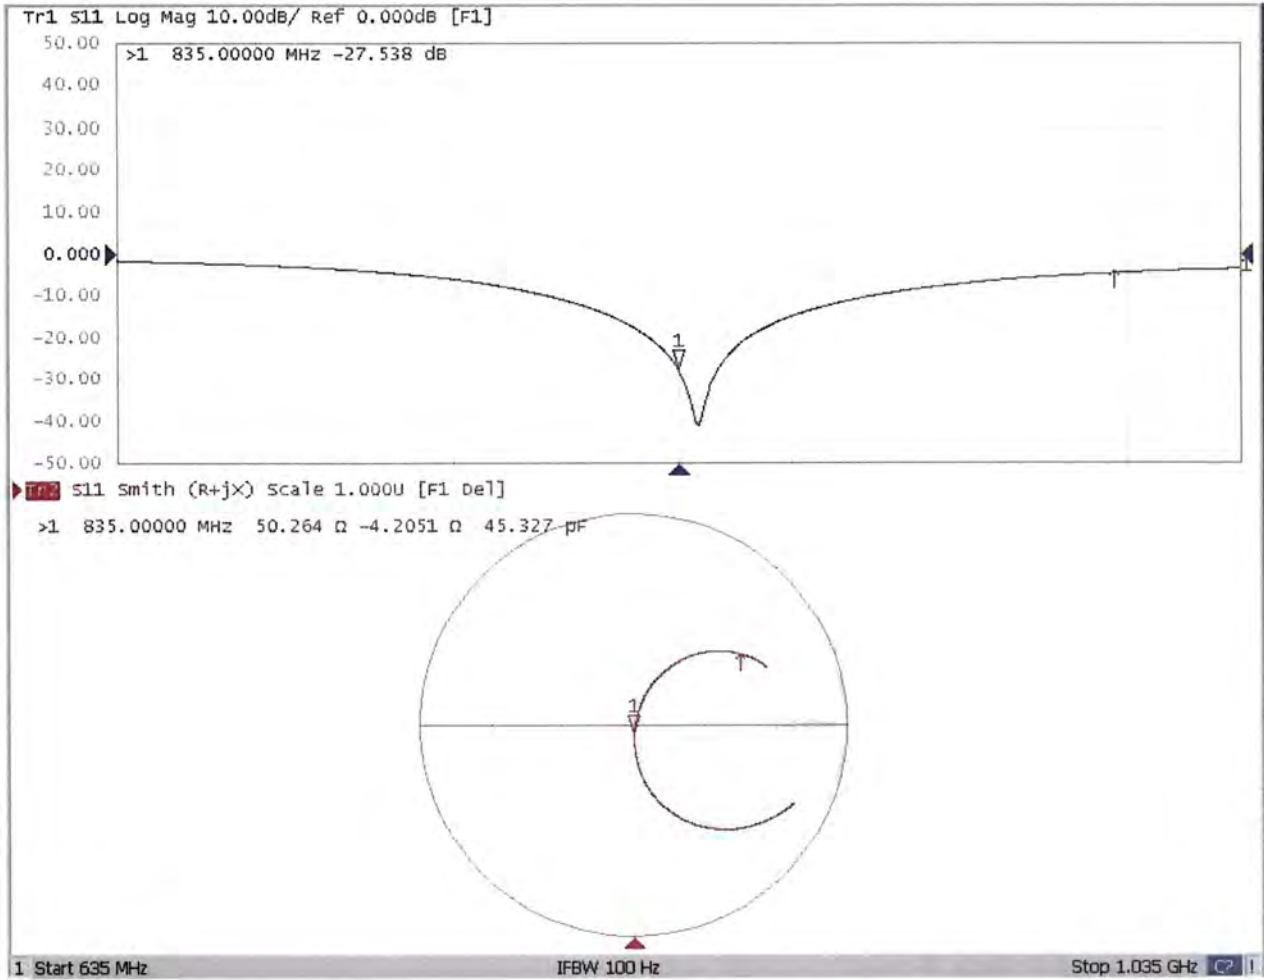 Tr1 S11 Log Mag 10.00dB/ Ref 0.000dB [F1]
50.00
>1 835.00000 MHz -27.538 dB
40.00
30.00
20.00
10.00
0.000
1
-10.00
-20.00
1
-30.00
-40.00
-50.00
Tr2 S11 Smith (R+jX) Scale 1.000U [F1 Del]
>1 835.00000 MHz 50.264 Ω -4.2051 Ω 45.327 pF
1
1 Start 635 MHz IFBW 100 Hz Stop 1.035 GHz C? !